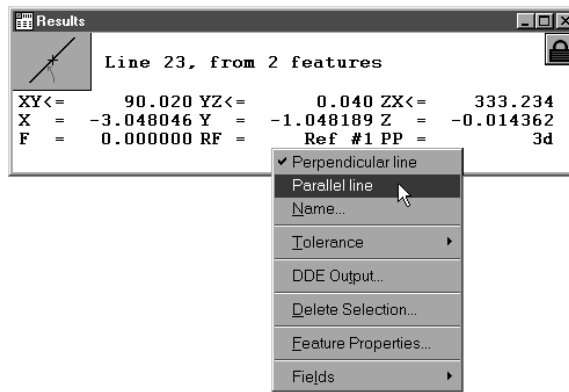 Results
Line 23, from 2 features
XY<= 90.020 YZ<= 0.040 ZX<= 333.234
X = -3.048046 Y = -1.048189 Z = -0.014362
F = 0.000000 RF = Ref #1 PP = 3d
Perpendicular line
Parallel line
Name...
Tolerance
DDE Output...
Delete Selection...
Feature Properties...
Fields